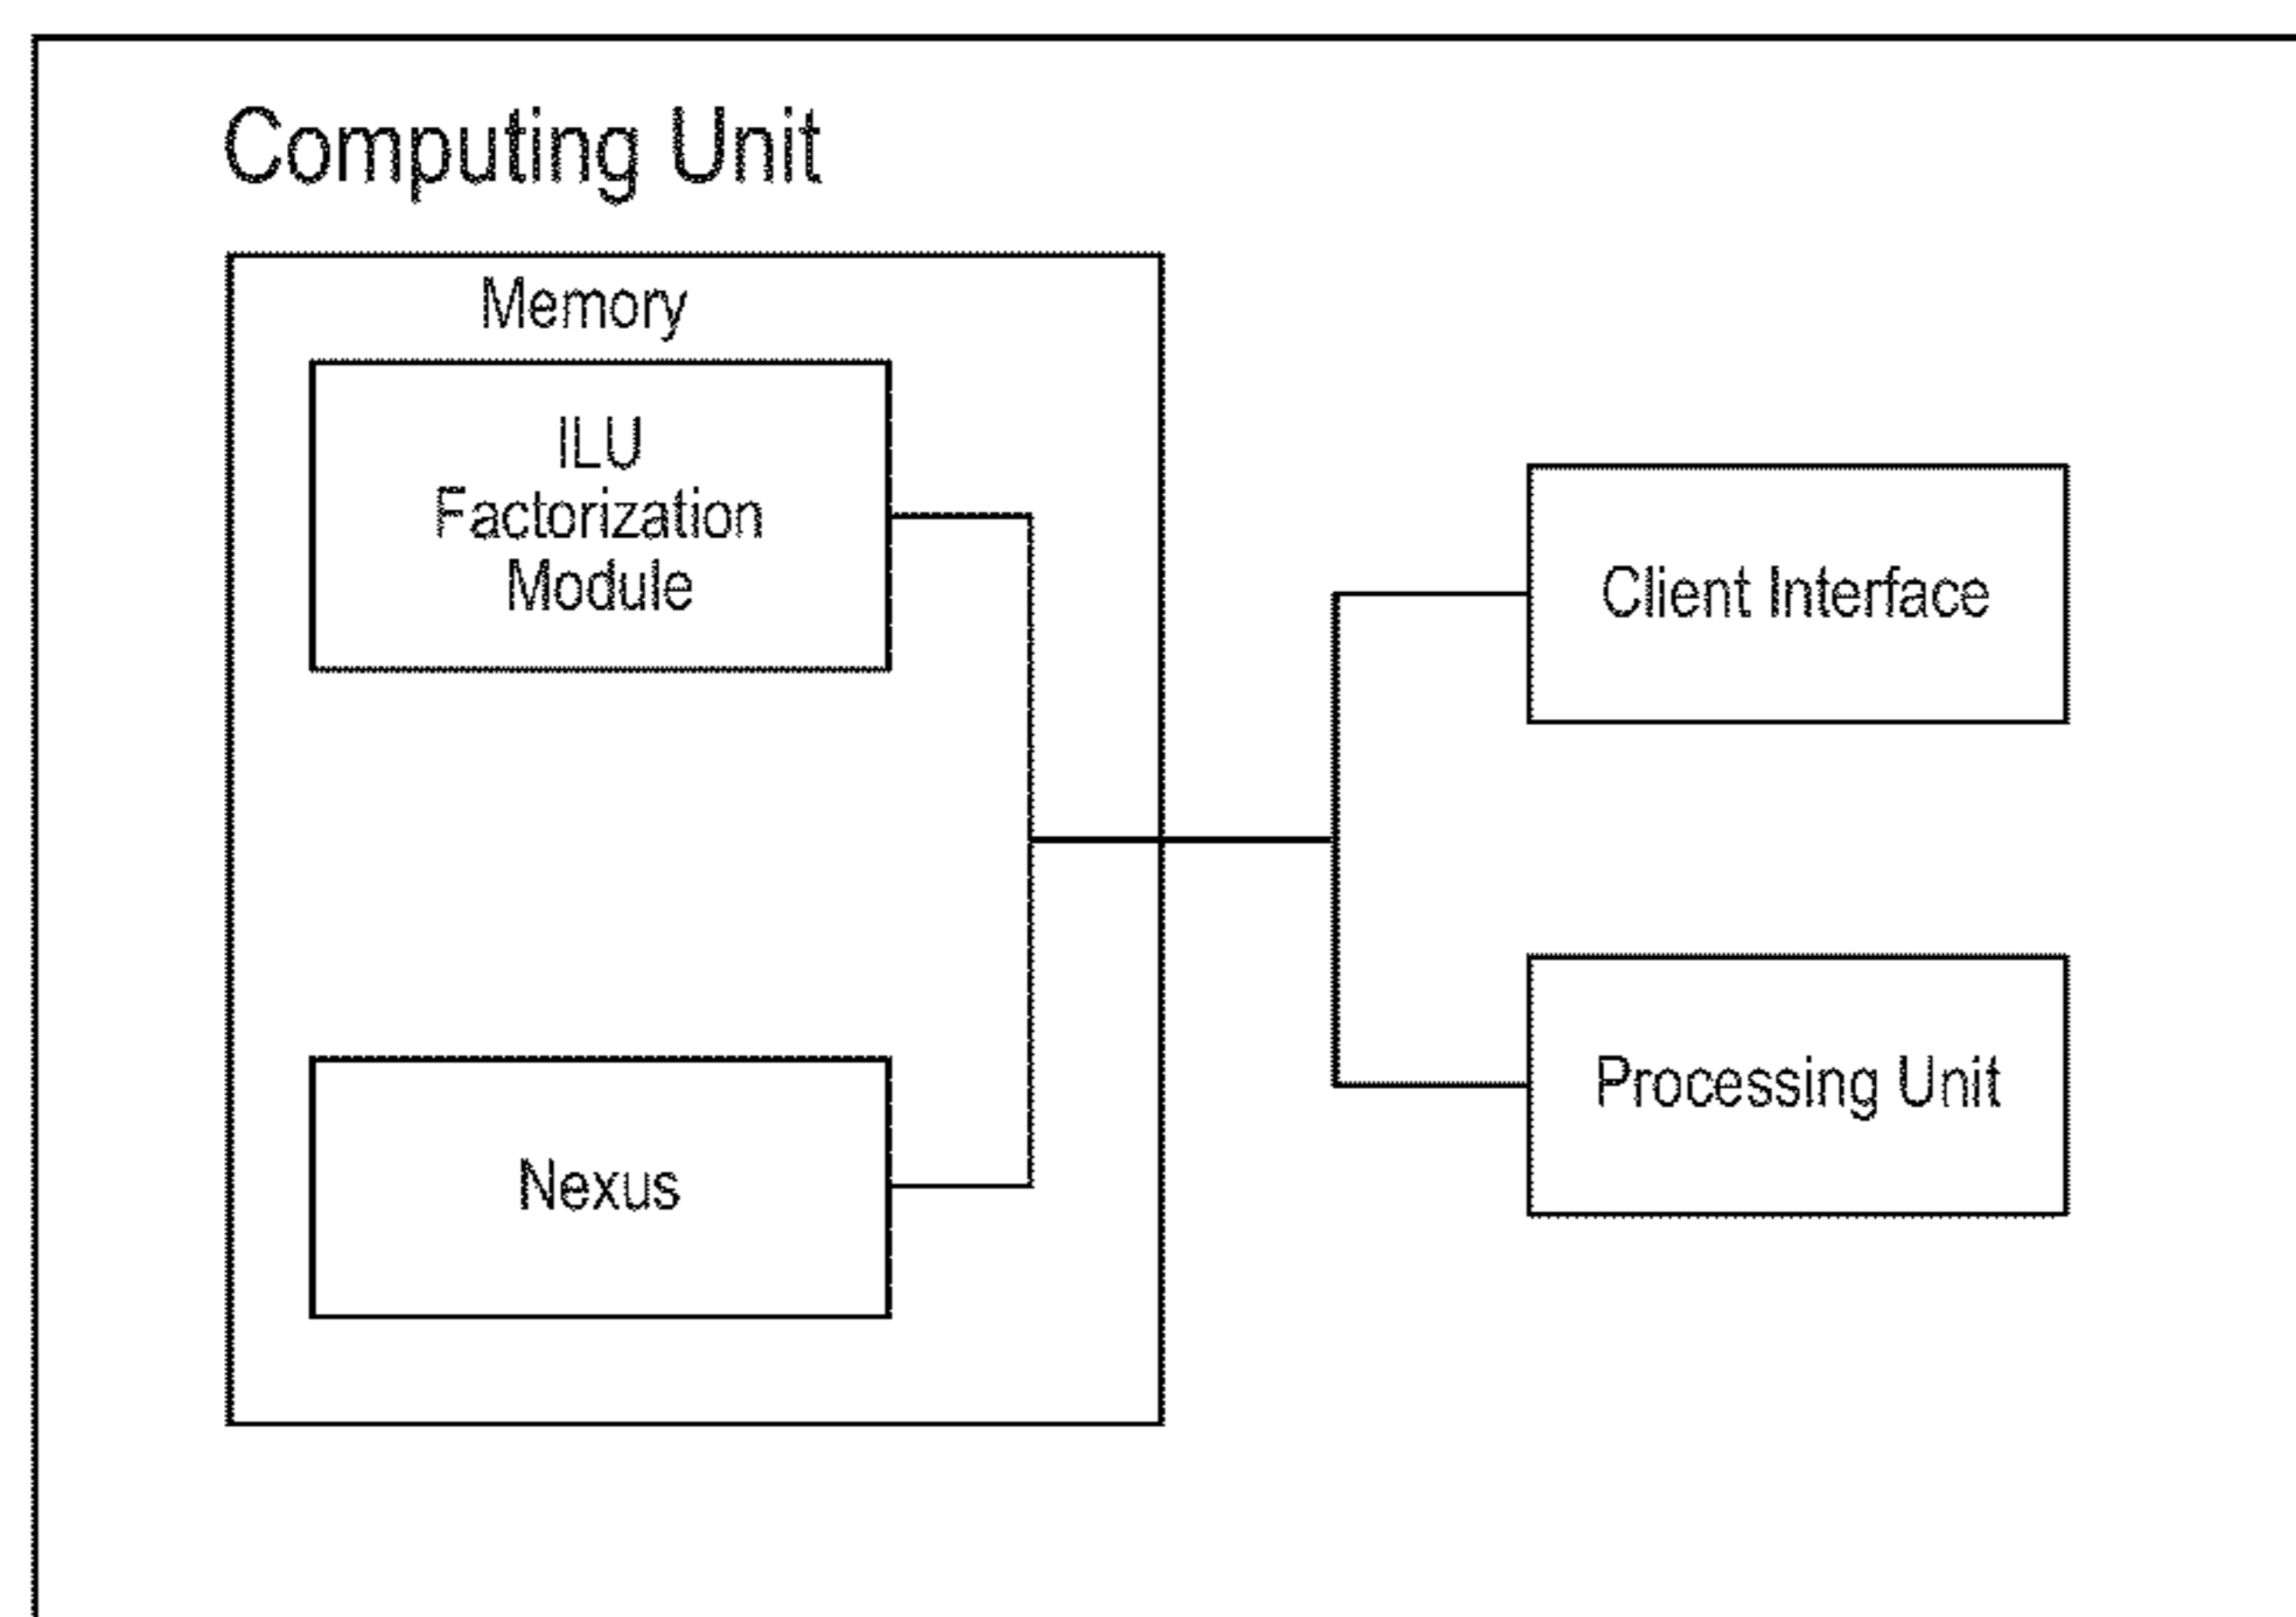 Computing Unit
Memory
ILU
Factorization
Module
Client Interface
Processing Unit
Nexus